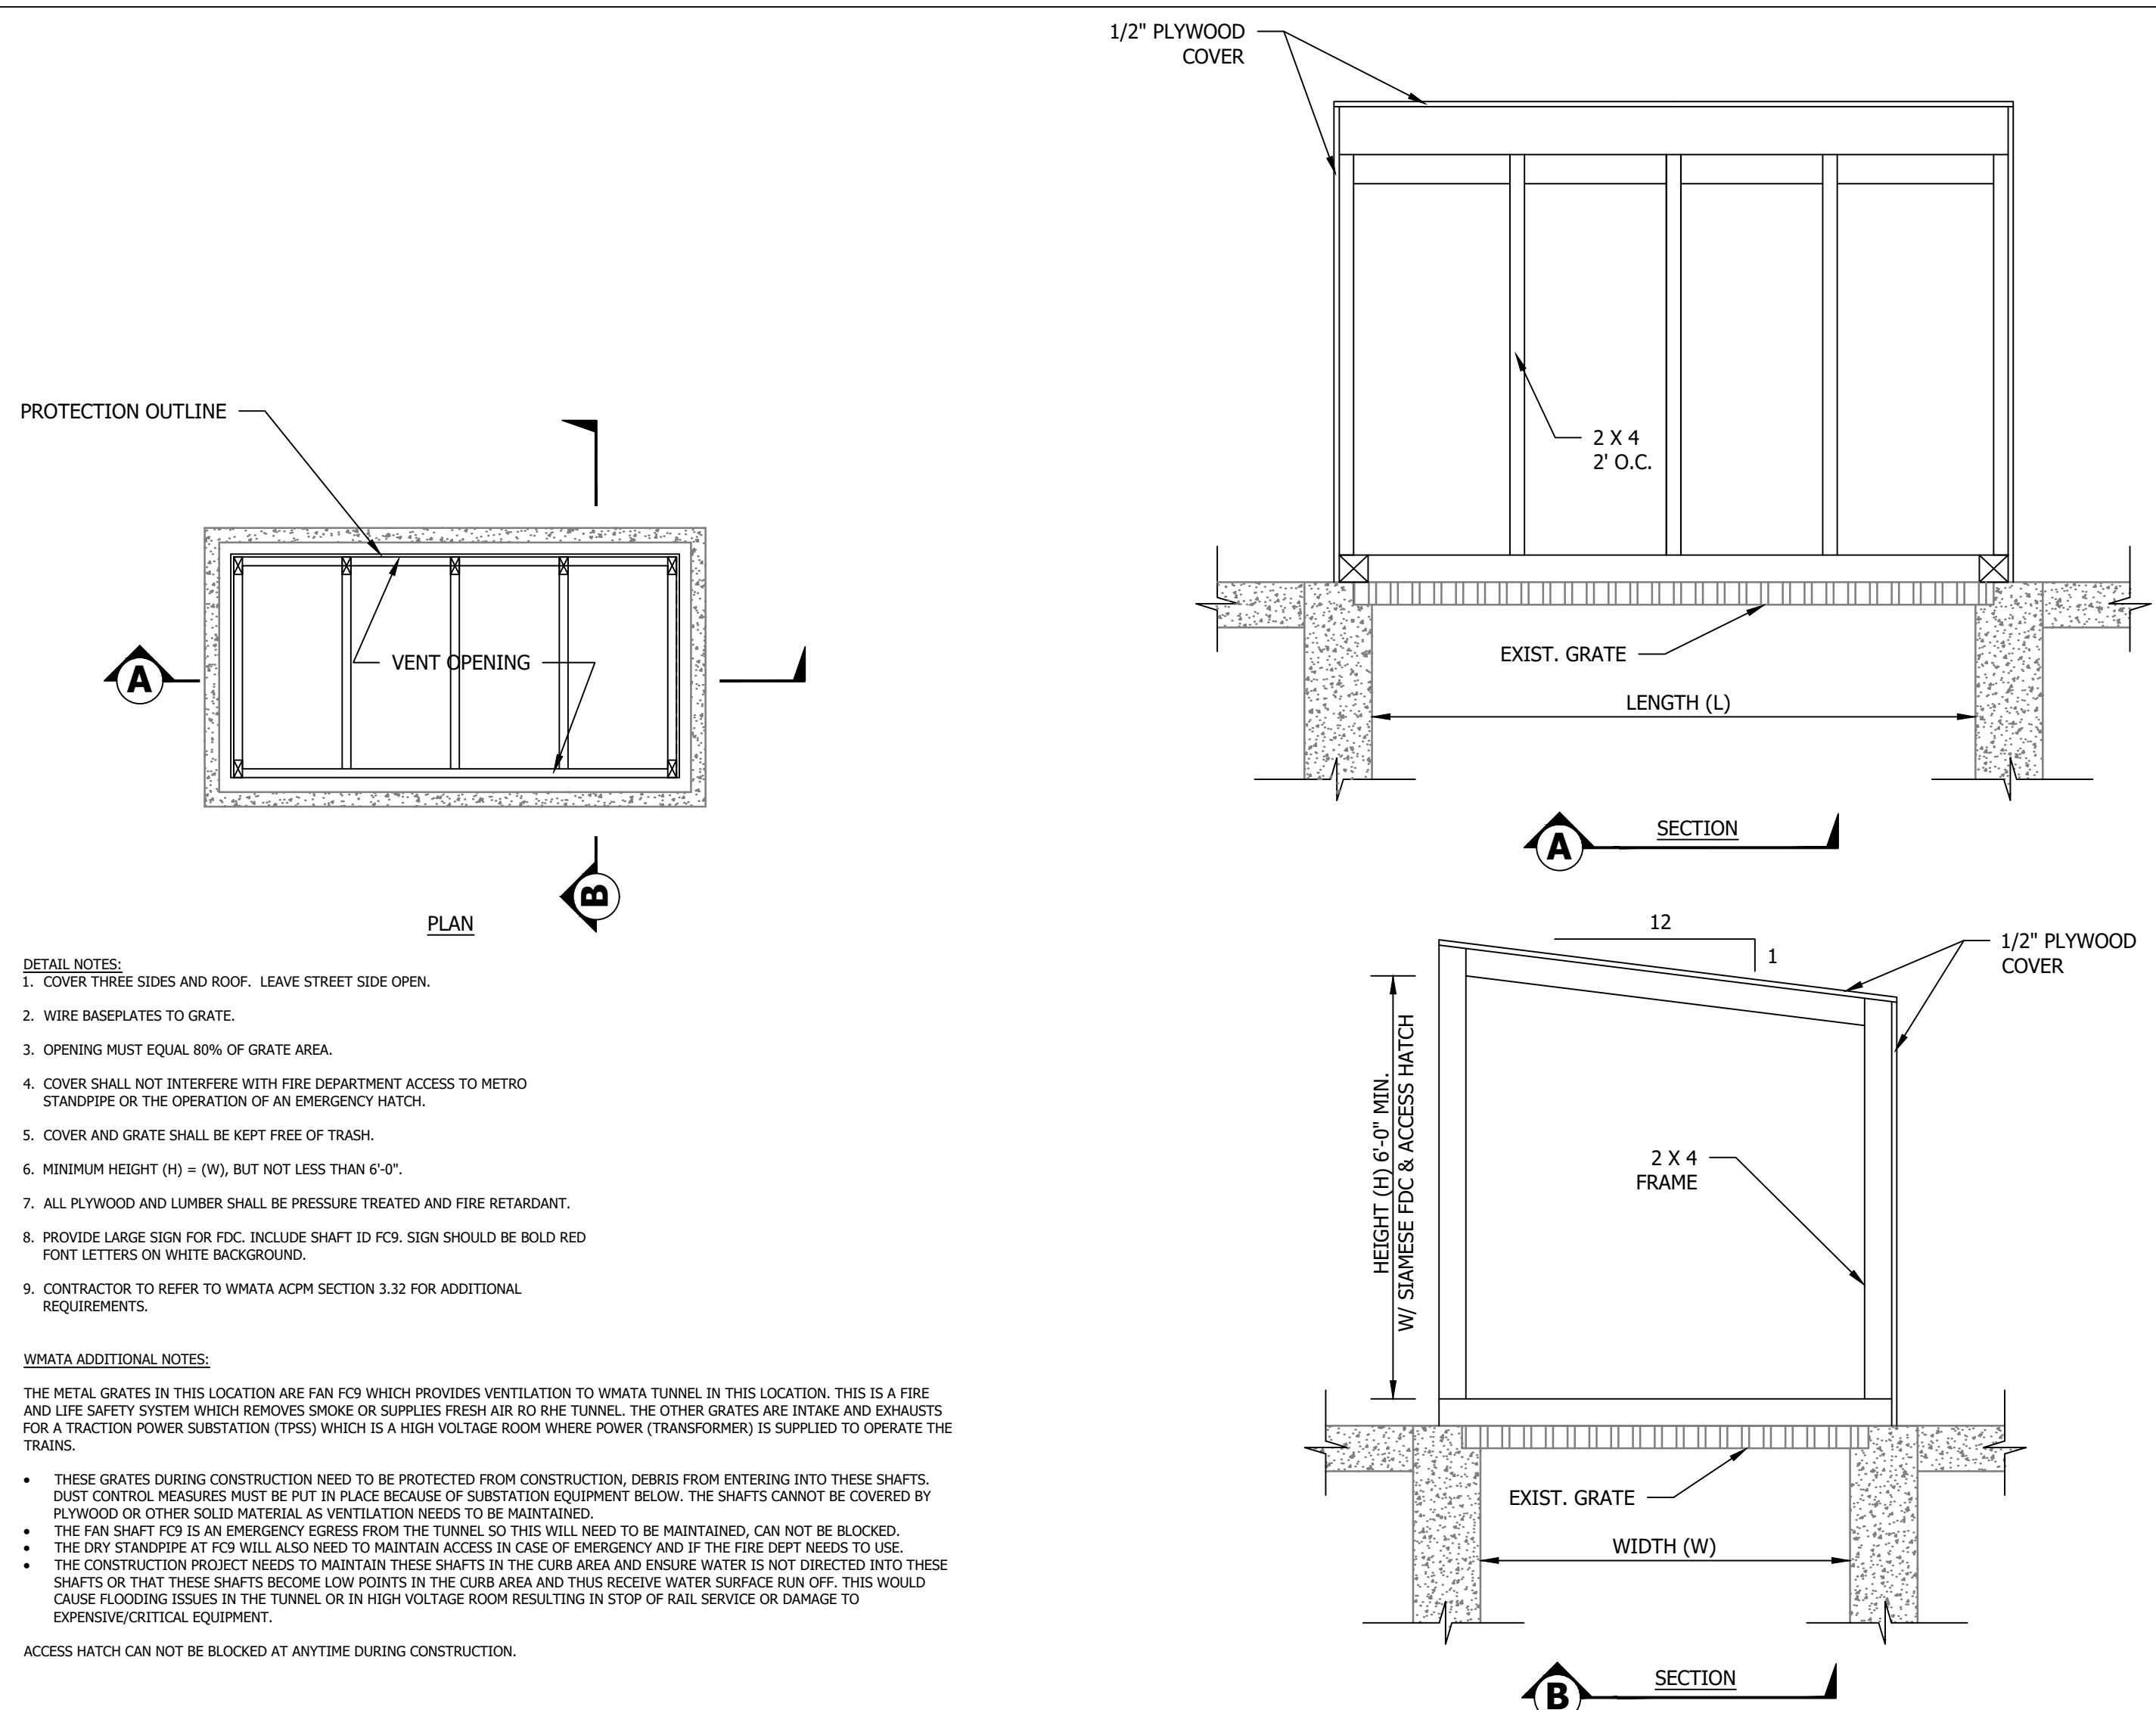 1/2" PLYWOOD
COVER
PROTECTION OUTLINE
VENT OPENING
A
B
PLAN
2 X 4
2' O.C.
EXIST. GRATE
LENGTH (L)
A
SECTION
DETAIL NOTES:
1. COVER THREE SIDES AND ROOF. LEAVE STREET SIDE OPEN.
2. WIRE BASEPLATES TO GRATE.
3. OPENING MUST EQUAL 80% OF GRATE AREA.
4. COVER SHALL NOT INTERFERE WITH FIRE DEPARTMENT ACCESS TO METRO
STANDPIPE OR THE OPERATION OF AN EMERGENCY HATCH.
5. COVER AND GRATE SHALL BE KEPT FREE OF TRASH.
6. MINIMUM HEIGHT (H) = (W), BUT NOT LESS THAN 6'-0".
7. ALL PLYWOOD AND LUMBER SHALL BE PRESSURE TREATED AND FIRE RETARDANT.
8. PROVIDE LARGE SIGN FOR FDC. INCLUDE SHAFT ID FC9. SIGN SHOULD BE BOLD RED
FONT LETTERS ON WHITE BACKGROUND.
9. CONTRACTOR TO REFER TO WMATA ACPM SECTION 3.32 FOR ADDITIONAL
REQUIREMENTS.
WMATA ADDITIONAL NOTES:
THE METAL GRATES IN THIS LOCATION ARE FAN FC9 WHICH PROVIDES VENTILATION TO WMATA TUNNEL IN THIS LOCATION. THIS IS A FIRE
AND LIFE SAFETY SYSTEM WHICH REMOVES SMOKE OR SUPPLIES FRESH AIR RO RHE TUNNEL. THE OTHER GRATES ARE INTAKE AND EXHAUSTS
FOR A TRACTION POWER SUBSTATION (TPSS) WHICH IS A HIGH VOLTAGE ROOM WHERE POWER (TRANSFORMER) IS SUPPLIED TO OPERATE THE
TRAINS.
• THESE GRATES DURING CONSTRUCTION NEED TO BE PROTECTED FROM CONSTRUCTION, DEBRIS FROM ENTERING INTO THESE SHAFTS.
DUST CONTROL MEASURES MUST BE PUT IN PLACE BECAUSE OF SUBSTATION EQUIPMENT BELOW. THE SHAFTS CANNOT BE COVERED BY
PLYWOOD OR OTHER SOLID MATERIAL AS VENTILATION NEEDS TO BE MAINTAINED.
• THE FAN SHAFT FC9 IS AN EMERGENCY EGRESS FROM THE TUNNEL SO THIS WILL NEED TO BE MAINTAINED, CAN NOT BE BLOCKED.
• THE DRY STANDPIPE AT FC9 WILL ALSO NEED TO MAINTAIN ACCESS IN CASE OF EMERGENCY AND IF THE FIRE DEPT NEEDS TO USE.
• THE CONSTRUCTION PROJECT NEEDS TO MAINTAIN THESE SHAFTS IN THE CURB AREA AND ENSURE WATER IS NOT DIRECTED INTO THESE
SHAFTS OR THAT THESE SHAFTS BECOME LOW POINTS IN THE CURB AREA AND THUS RECEIVE WATER SURFACE RUN OFF. THIS WOULD
CAUSE FLOODING ISSUES IN THE TUNNEL OR IN HIGH VOLTAGE ROOM RESULTING IN STOP OF RAIL SERVICE OR DAMAGE TO
EXPENSIVE/CRITICAL EQUIPMENT.
ACCESS HATCH CAN NOT BE BLOCKED AT ANYTIME DURING CONSTRUCTION.
12
1
1/2" PLYWOOD
COVER
HEIGHT (H) 6'-0" MIN.
W/ SIAMESE FDC & ACCESS HATCH
2 X 4
FRAME
EXIST. GRATE
WIDTH (W)
B
SECTION